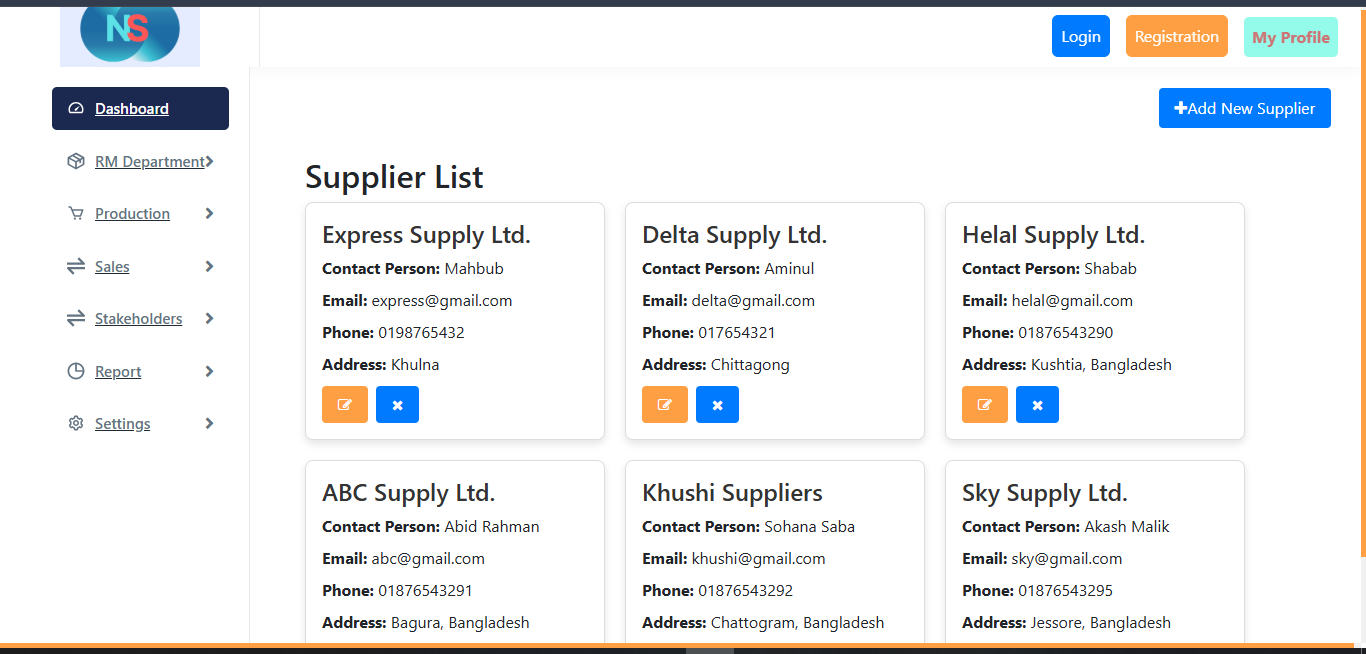 NS
Login
Registration
My Profile
Dashboard
RM Department
Production
Sales
Stakeholders
Report
Settings
Add New Supplier
Supplier List
Express Supply Ltd.
Contact Person: Mahbub
Email: express@gmail.com
Phone: 0198765432
Address: Khulna
Delta Supply Ltd.
Contact Person: Aminul
Email: delta@gmail.com
Phone: 017654321
Address: Chittagong
Helal Supply Ltd.
Contact Person: Shabab
Email: helal@gmail.com
Phone: 01876543290
Address: Kushtia, Bangladesh
ABC Supply Ltd.
Contact Person: Abid Rahman
Email: abc@gmail.com
Phone: 01876543291
Address: Bagura, Bangladesh
Khushi Suppliers
Contact Person: Sohana Saba
Email: khushi@gmail.com
Phone: 01876543292
Address: Chattogram, Bangladesh
Sky Supply Ltd.
Contact Person: Akash Malik
Email: sky@gmail.com
Phone: 01876543295
Address: Jessore, Bangladesh